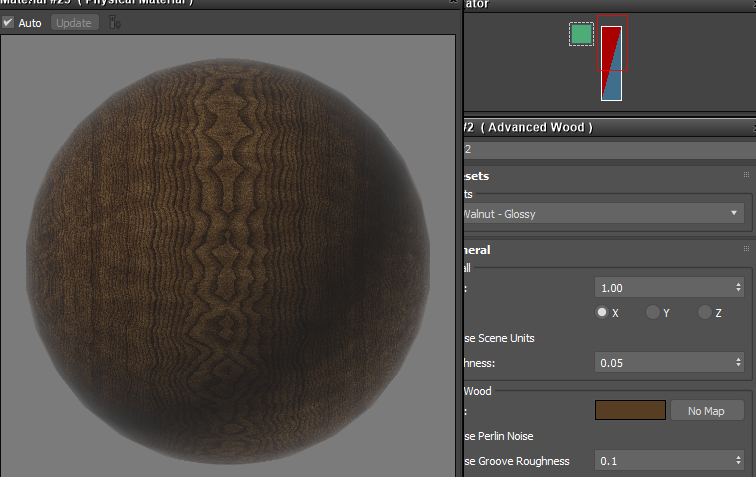 Material #25 ( Physical Material )
Auto
Update
ator
#2 ( Advanced Wood )
2
sets
ts
Walnut - Glossy
neral
all
:
1.00
X
Y
Z
se Scene Units
hness:
0.05
Wood
:
No Map
se Perlin Noise
se Groove Roughness
0.1